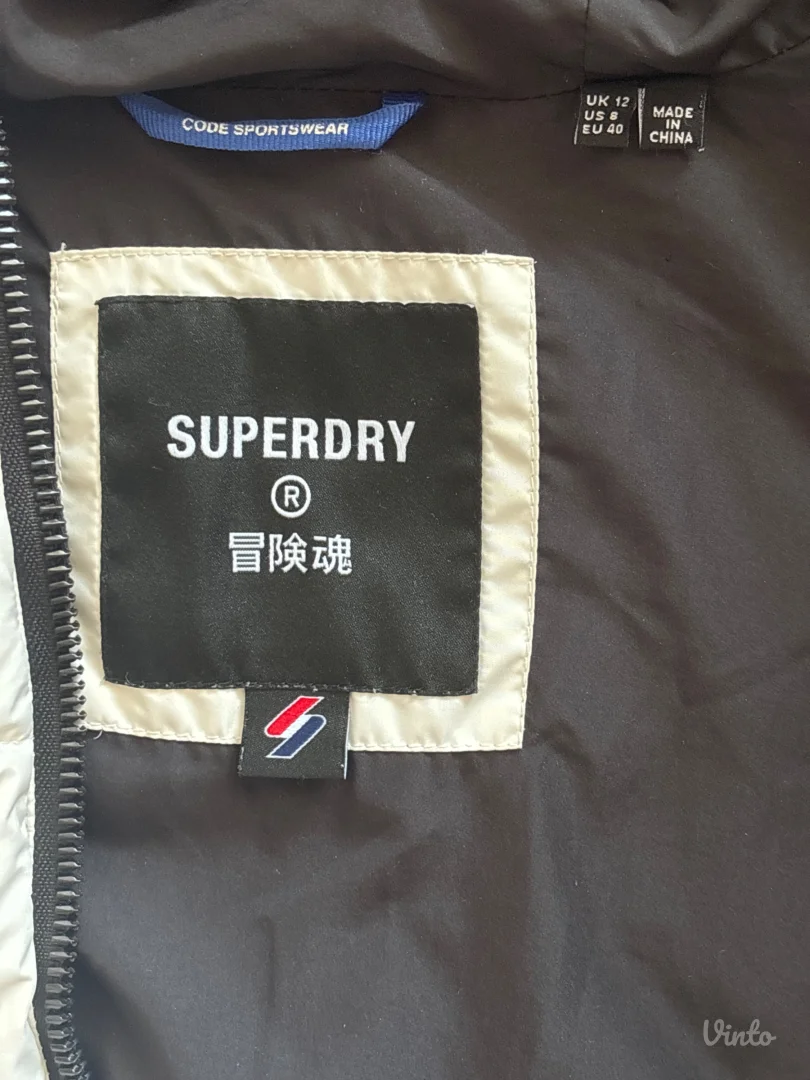 CODE SPORTSWEAR
UK 12
US 8
EU 40
MADE
IN
CHINA
SUPERDRY
®
冒険魂
Vinto